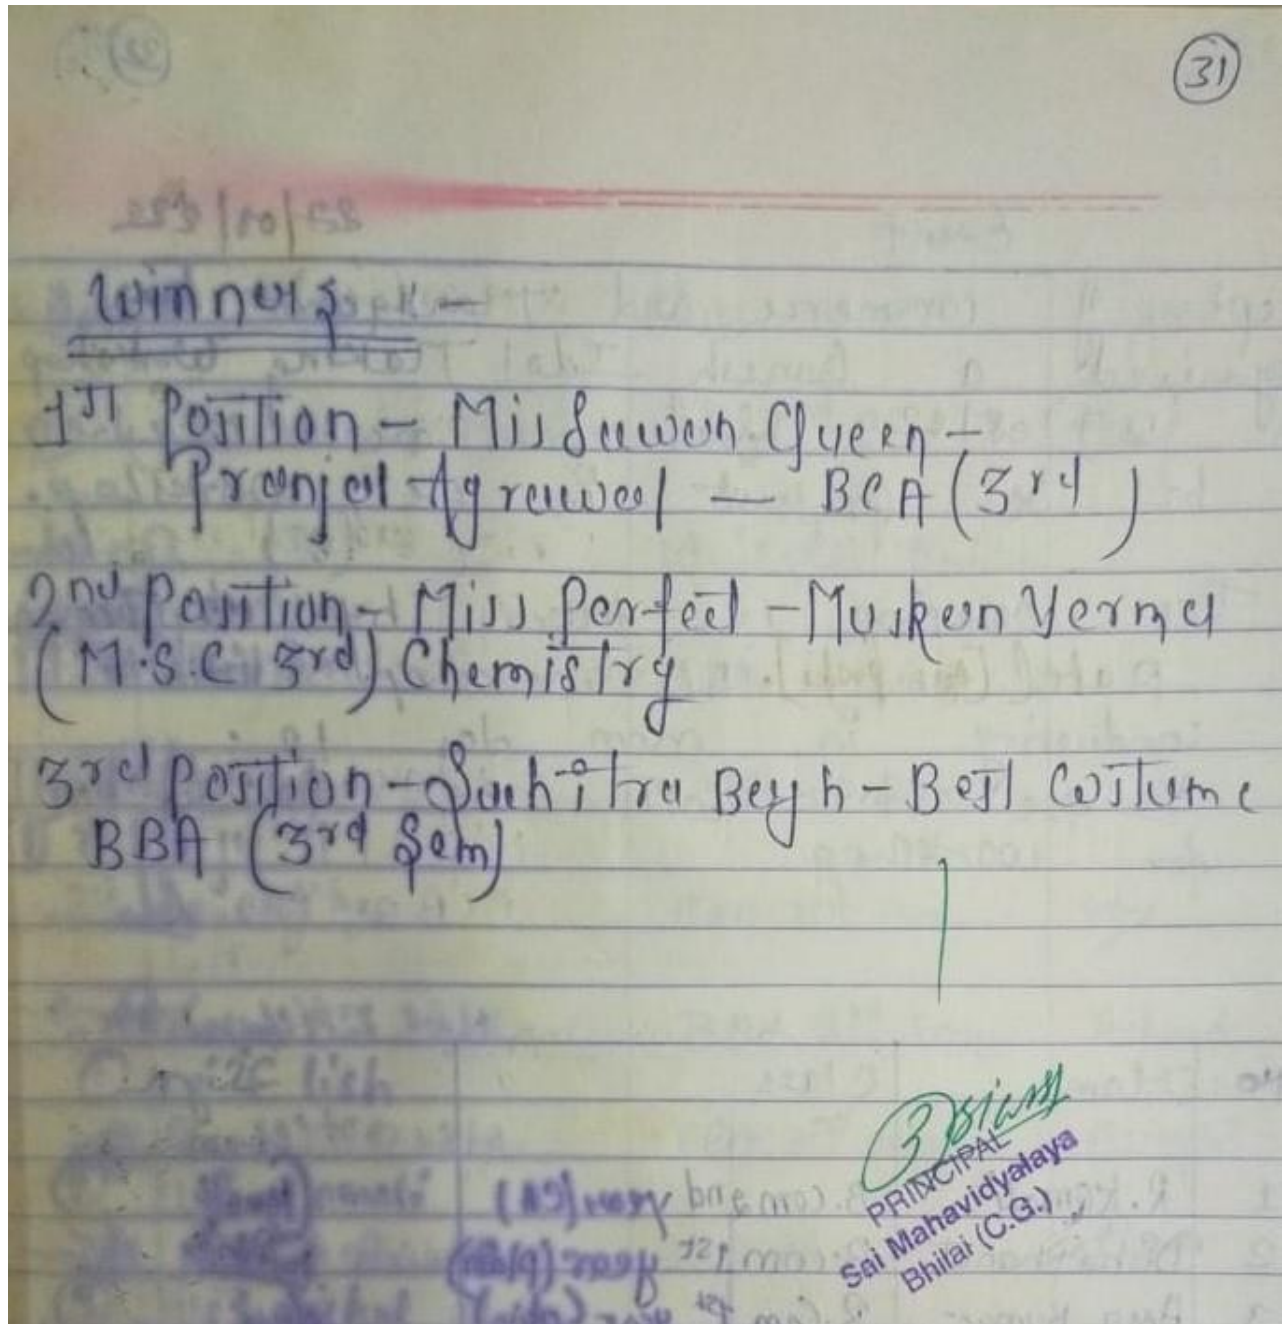 31
Winners -
1st Position - Miss Sawan Queen -
Pranjal Agrawal - BCA (3rd)
2nd Position - Miss Perfect - Muskan Verma
(M.S.C 3rd) Chemistry
3rd Position - Suchitra - Best Costume
BBA (3rd Sem)
PRINCIPAL
Sai Mahavidyalaya
Bhilai (C.G.)